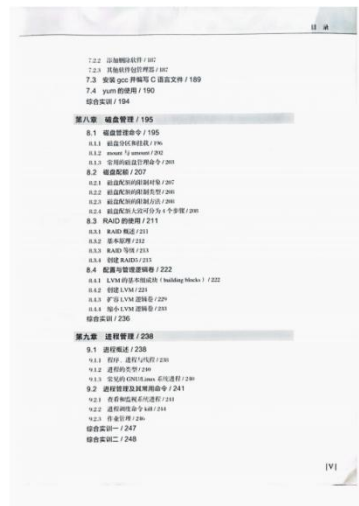 目 录
7.2.2 添加删除软件 / 187
7.2.3 其他软件包管理器 / 187
7.3 安装 gcc 并编写 C 语言文件 / 189
7.4 yum 的使用 / 190
综合实训 / 194
第八章 磁盘管理 / 195
8.1 磁盘管理命令 / 195
8.1.1 磁盘分区和挂载 / 196
8.1.2 mount 与 umount / 202
8.1.3 常用的磁盘管理命令 / 203
8.2 磁盘配额 / 207
8.2.1 磁盘配额的限制对象 / 207
8.2.2 磁盘配额的限制类型 / 208
8.2.3 磁盘配额的限制方法 / 208
8.2.4 磁盘配额大致可分为 4 个步骤 / 208
8.3 RAID 的使用 / 211
8.3.1 RAID 概述 / 211
8.3.2 基本原理 / 212
8.3.3 RAID 等级 / 213
8.3.4 创建 RAID5 / 215
8.4 配置与管理逻辑卷 / 222
8.4.1 LVM 的基本组成块 (building blocks) / 222
8.4.2 创建 LVM / 224
8.4.3 扩容 LVM 逻辑卷 / 229
8.4.4 缩小 LVM 逻辑卷 / 233
综合实训 / 236
第九章 进程管理 / 238
9.1 进程概述 / 238
9.1.1 程序、进程与线程 / 238
9.1.2 进程的类型 / 240
9.1.3 常见的 GNU/Linux 系统进程 / 240
9.2 进程管理及其常用命令 / 241
9.2.1 查看和监视系统进程 / 241
9.2.2 进程调度命令 kill / 244
9.2.3 作业管理 / 246
综合实训一 / 247
综合实训二 / 248
|V|